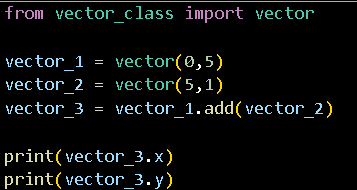 from vector_class import vector
vector_1 = vector(0,5)
vector_2 = vector(5,1)
vector_3 = vector_1.add(vector_2)
print(vector_3.x)
print(vector_3.y)